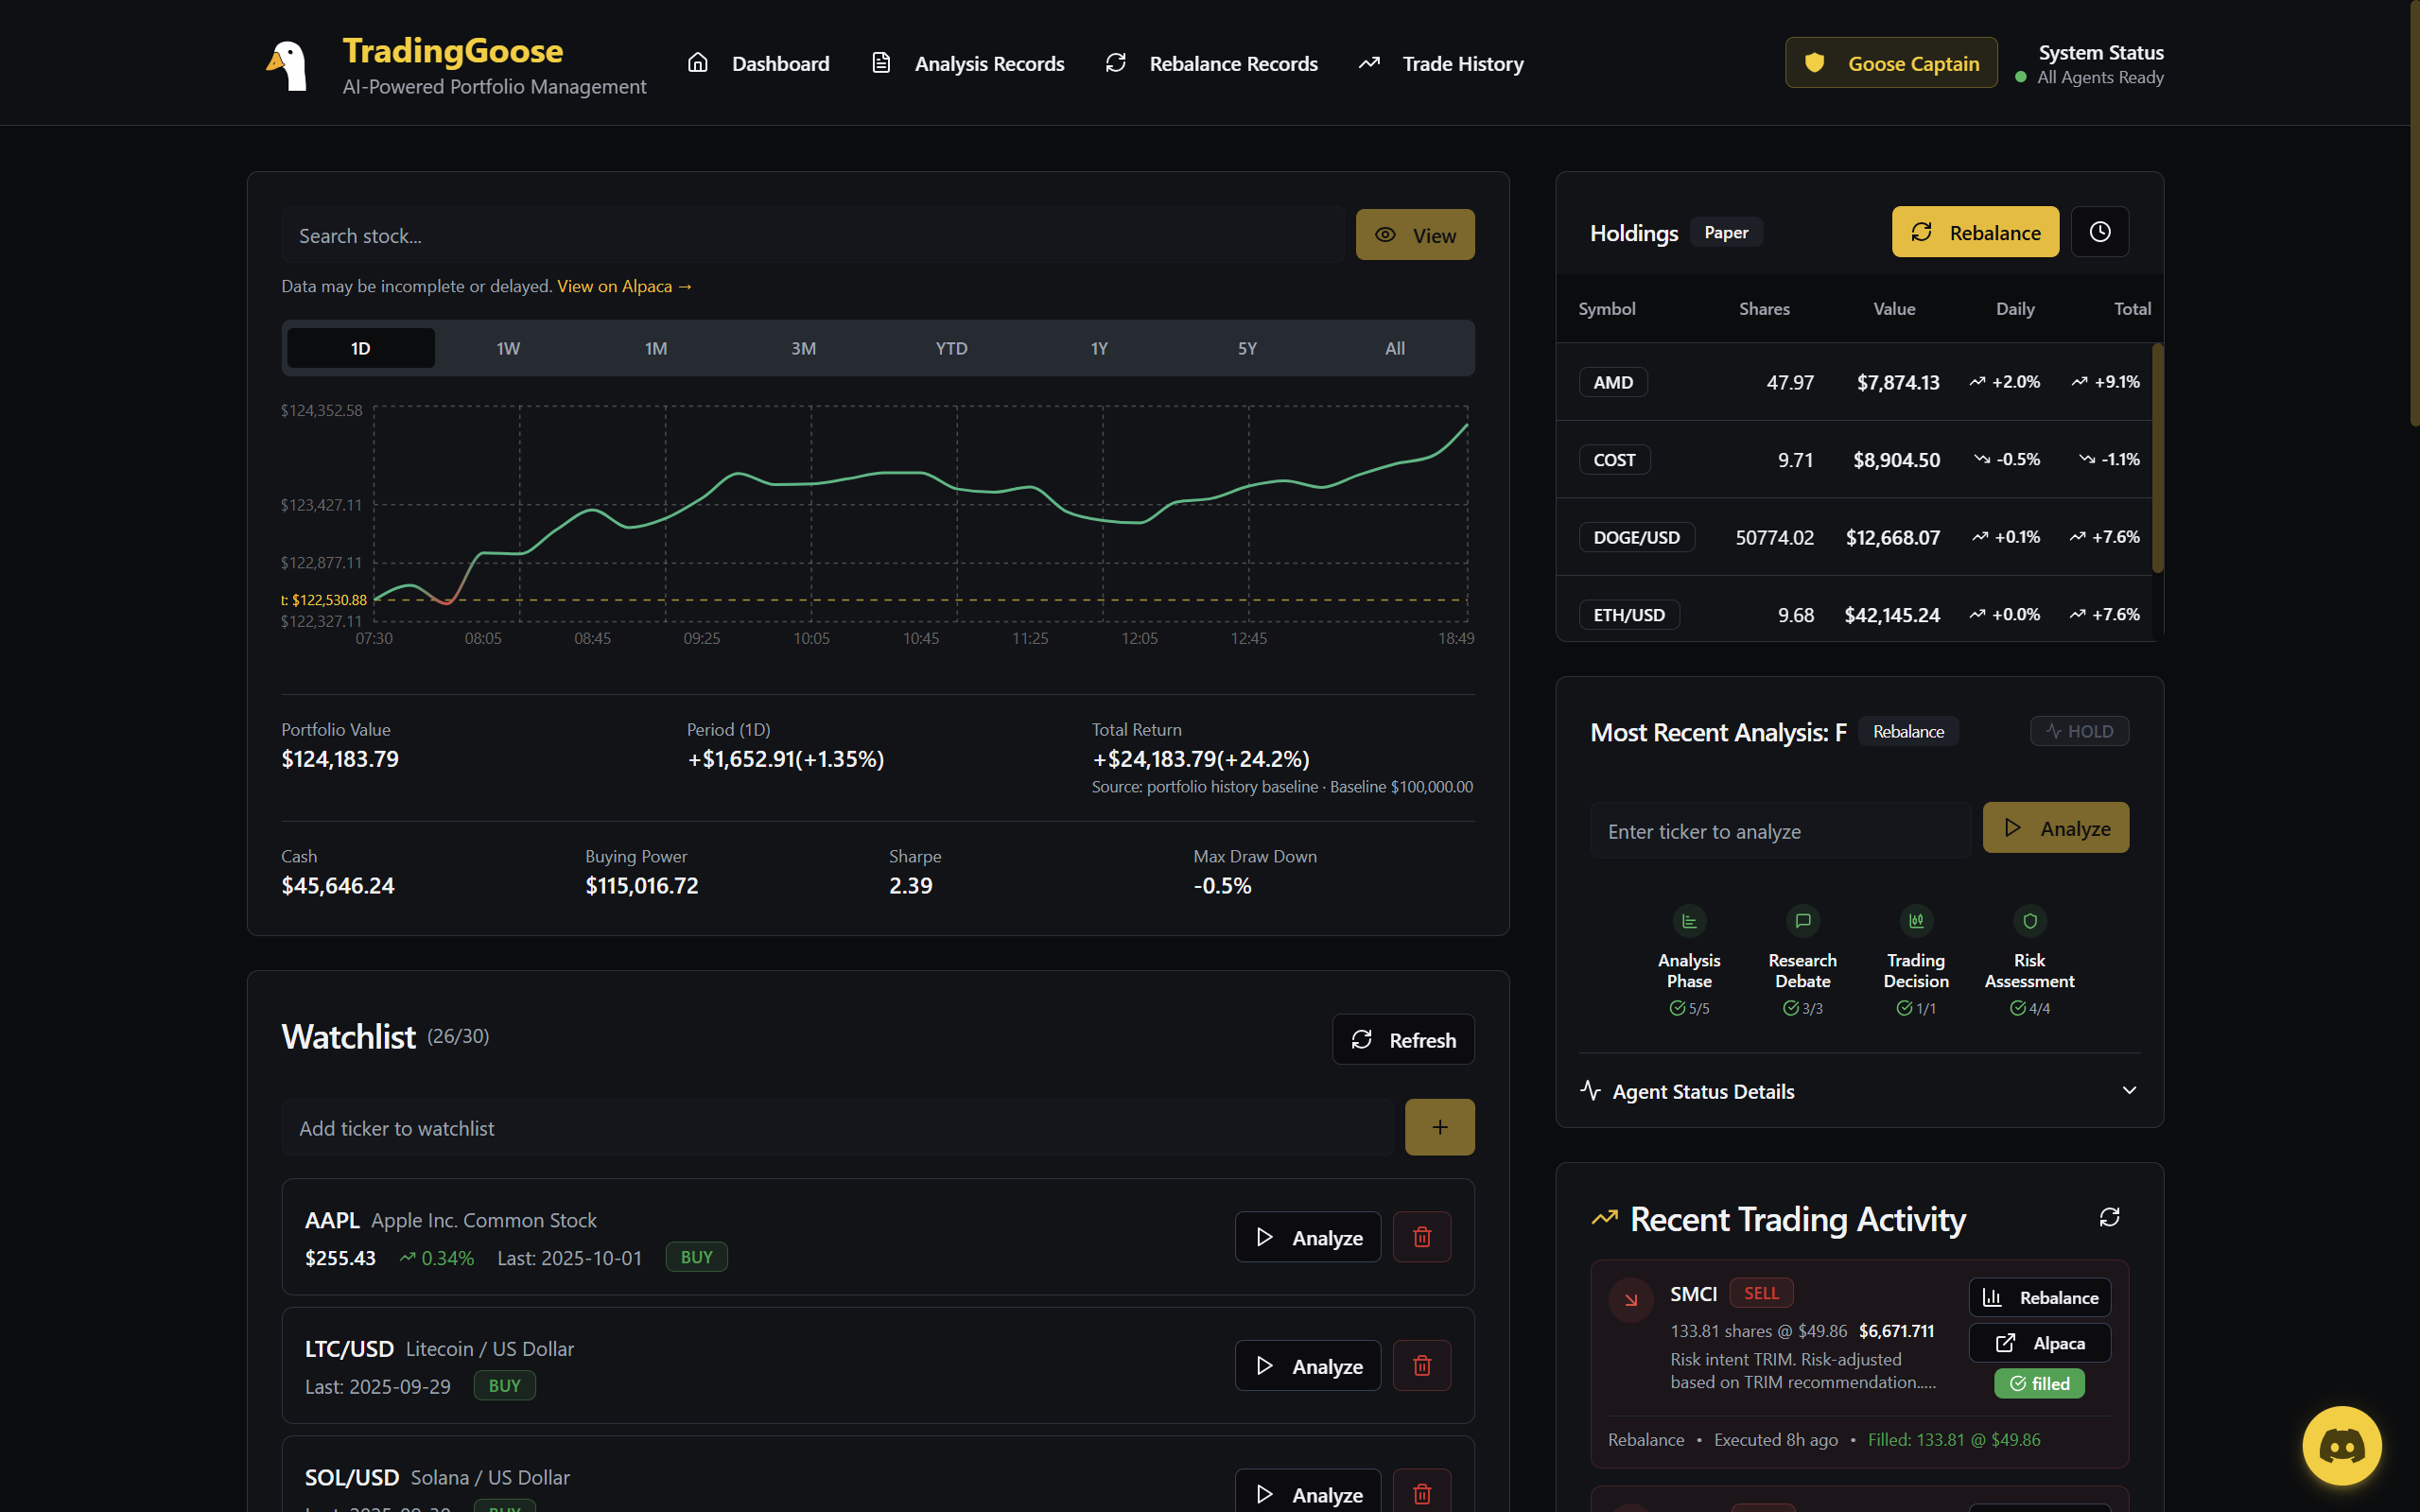 TradingGoose
AI-Powered Portfolio Management
Dashboard
Analysis Records
Rebalance Records
Trade History
Goose Captain
System Status
All Agents Ready
Search stock...
View
Data may be incomplete or delayed. View on Alpaca →
1D 1W 1M 3M YTD 1Y 5Y All
$124,352.58
$123,427.11
$122,877.11
t: $122,530.88
$122,327.11
07:30 08:05 08:45 09:25 10:05 10:45 11:25 12:05 12:45 18:49
Portfolio Value
$124,183.79
Period (1D)
+$1,652.91(+1.35%)
Total Return
+$24,183.79(+24.2%)
Source: portfolio history baseline · Baseline $100,000.00
Cash
$45,646.24
Buying Power
$115,016.72
Sharpe
2.39
Max Draw Down
-0.5%
Watchlist (26/30)
Refresh
Add ticker to watchlist
AAPL Apple Inc. Common Stock
$255.43 0.34% Last: 2025-10-01 BUY
Analyze
LTC/USD Litecoin / US Dollar
Last: 2025-09-29 BUY
Analyze
SOL/USD Solana / US Dollar
Last: 2025-09-30 BUY
Analyze
Holdings Paper
Rebalance
Symbol Shares Value Daily Total
AMD 47.97 $7,874.13 +2.0% +9.1%
COST 9.71 $8,904.50 -0.5% -1.1%
DOGE/USD 50774.02 $12,668.07 +0.1% +7.6%
ETH/USD 9.68 $42,145.24 +0.0% +7.6%
Most Recent Analysis: F Rebalance
HOLD
Enter ticker to analyze
Analyze
Analysis
Phase
5/5
Research
Debate
3/3
Trading
Decision
1/1
Risk
Assessment
4/4
Agent Status Details
Recent Trading Activity
SMCI SELL
133.81 shares @ $49.86 $6,671.711
Risk intent TRIM. Risk-adjusted
based on TRIM recommendation.....
Rebalance
Alpaca
filled
Rebalance • Executed 8h ago • Filled: 133.81 @ $49.86